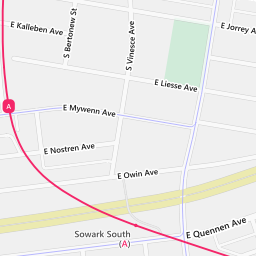 E Kalleben Ave
S Bertonew St
S Vinesce Ave
E Jorrey A
E Liesse Ave
E Mywenn Ave
A
E Nostren Ave
E Owin Ave
E Quennen Ave
Sowark South
(A)